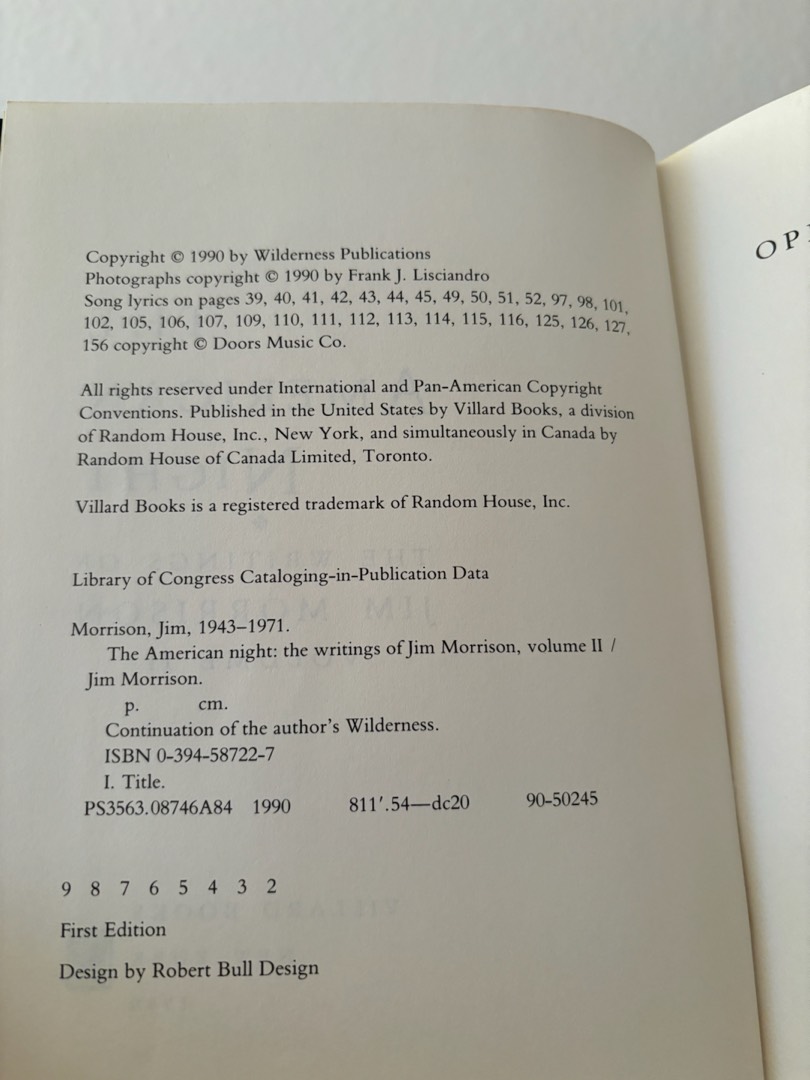 Copyright © 1990 by Wilderness Publications
Photographs copyright © 1990 by Frank J. Lisciandro
Song lyrics on pages 39, 40, 41, 42, 43, 44, 45, 49, 50, 51, 52, 97, 98, 101,
102, 105, 106, 107, 109, 110, 111, 112, 113, 114, 115, 116, 125, 126, 127,
156 copyright © Doors Music Co.
All rights reserved under International and Pan-American Copyright
Conventions. Published in the United States by Villard Books, a division
of Random House, Inc., New York, and simultaneously in Canada by
Random House of Canada Limited, Toronto.
Villard Books is a registered trademark of Random House, Inc.
Library of Congress Cataloging-in-Publication Data
Morrison, Jim, 1943–1971.
The American night: the writings of Jim Morrison, volume II /
Jim Morrison.
p. cm.
Continuation of the author's Wilderness.
ISBN 0-394-58722-7
I. Title.
PS3563.08746A84 1990 811′.54—dc20 90-50245
9 8 7 6 5 4 3 2
First Edition
Design by Robert Bull Design